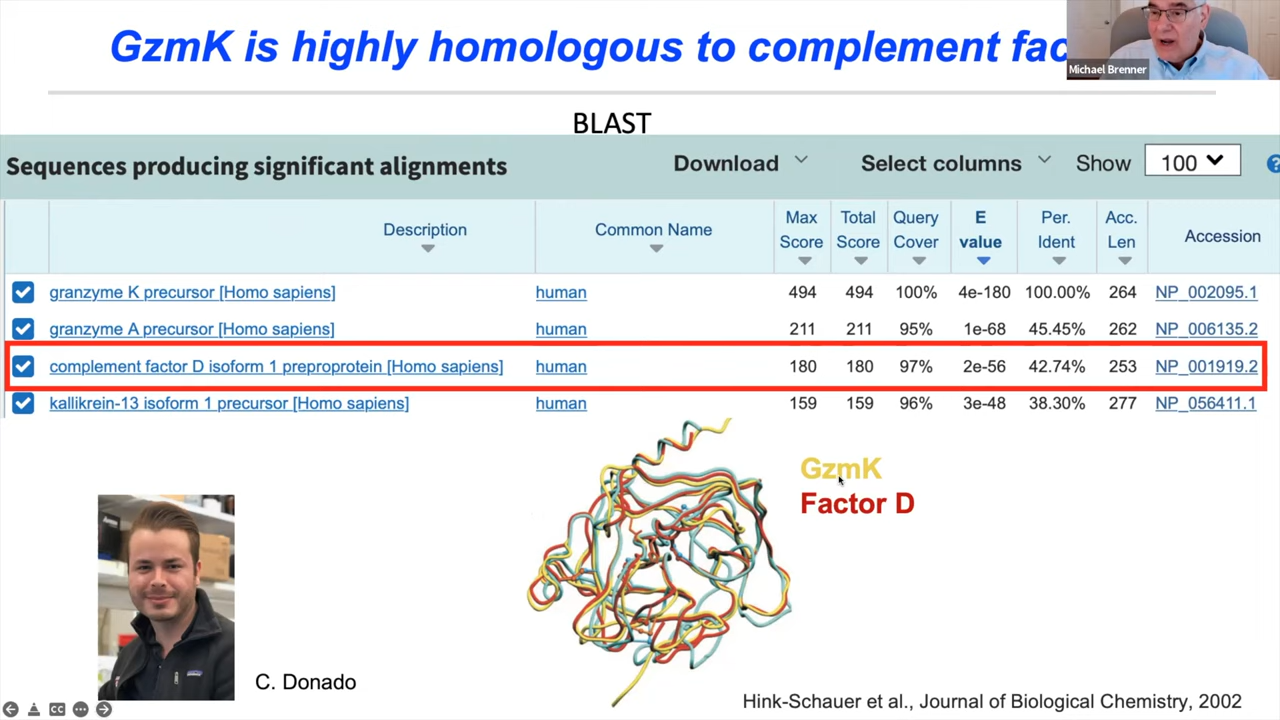 GzmK is highly homologous to complement fac
Michael Brenner
BLAST
Sequences producing significant alignments Download Select columns Show 100 ?
Description Common Name Max Score Total Score Query Cover E value Per. Ident Acc. Len Accession
granzyme K precursor [Homo sapiens] human 494 494 100% 4e-180 100.00% 264 NP_002095.1
granzyme A precursor [Homo sapiens] human 211 211 95% 1e-68 45.45% 262 NP_006135.2
complement factor D isoform 1 preproprotein [Homo sapiens] human 180 180 97% 2e-56 42.74% 253 NP_001919.2
kallikrein-13 isoform 1 precursor [Homo sapiens] human 159 159 96% 3e-48 38.30% 277 NP_056411.1
GzmK
Factor D
C. Donado
Hink-Schauer et al., Journal of Biological Chemistry, 2002
CC